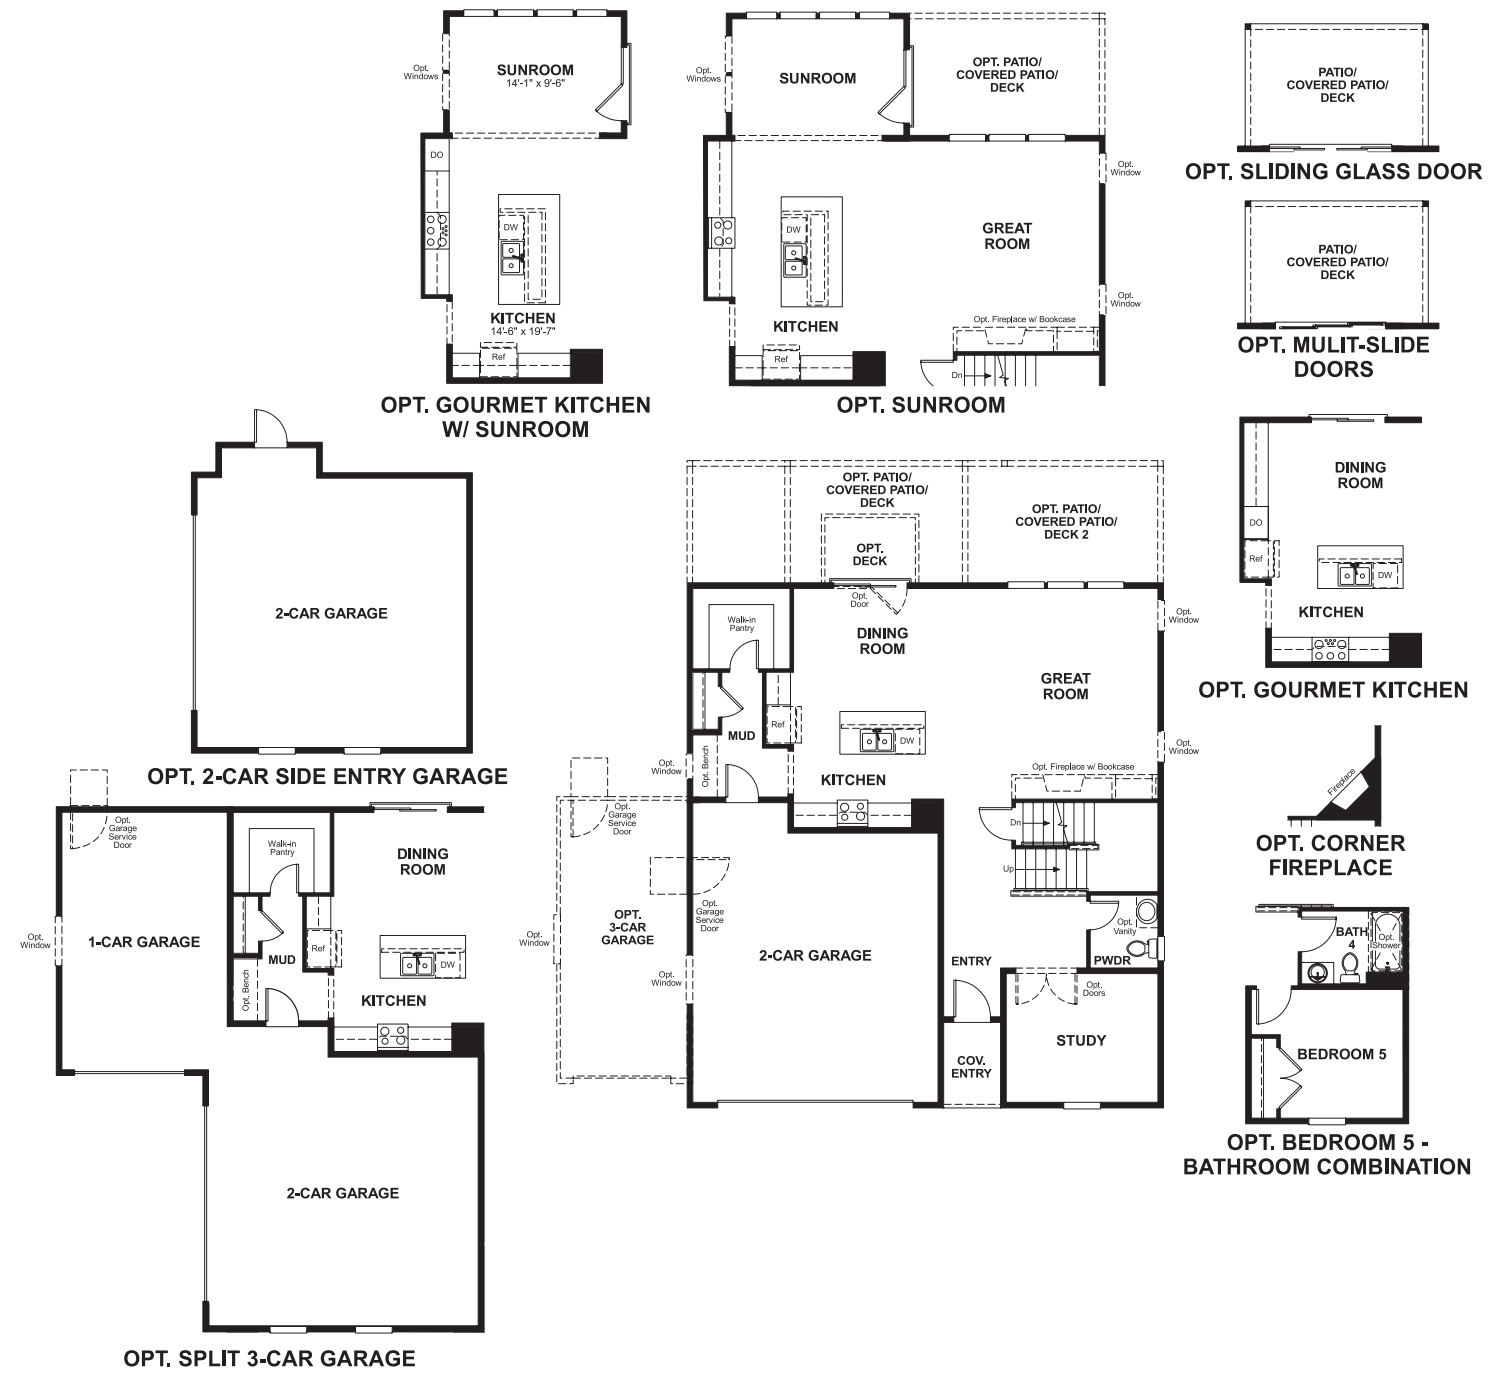 Opt.
Windows
SUNROOM
14'-1" x 9'-6"
DO
DW
KITCHEN
14'-6" x 19'-7"
Ref
OPT. GOURMET KITCHEN
W/ SUNROOM
Opt.
Windows
SUNROOM
OPT. PATIO/
COVERED PATIO/
DECK
Opt.
Window
DW
GREAT
ROOM
Opt.
Window
KITCHEN
Opt. Fireplace w/ Bookcase
Ref
Dn
OPT. SUNROOM
PATIO/
COVERED PATIO/
DECK
OPT. SLIDING GLASS DOOR
PATIO/
COVERED PATIO/
DECK
OPT. MULIT-SLIDE
DOORS
2-CAR GARAGE
OPT. 2-CAR SIDE ENTRY GARAGE
OPT. PATIO/
COVERED PATIO/
DECK
OPT. PATIO/
COVERED PATIO/
DECK 2
OPT.
DECK
Opt.
Door
Walk-in
Pantry
DINING
ROOM
Opt.
Window
GREAT
ROOM
Ref
MUD
DW
Opt.
Window
Opt.
Window
Opt. Bench
KITCHEN
Opt. Fireplace w/ Bookcase
Opt.
Garage
Service
Door
Dn
Up
Opt.
Garage
Service
Door
OPT.
3-CAR
GARAGE
Opt.
Window
Opt.
Window
2-CAR GARAGE
Opt.
Vanity
ENTRY
PWDR
Opt.
Doors
STUDY
COV.
ENTRY
DINING
ROOM
DO
Ref
DW
KITCHEN
OPT. GOURMET KITCHEN
Fireplace
OPT. CORNER
FIREPLACE
BATH
4
Opt.
Shower
BEDROOM 5
OPT. BEDROOM 5 -
BATHROOM COMBINATION
Opt.
Garage
Service
Door
Walk-in
Pantry
DINING
ROOM
Opt.
Window
1-CAR GARAGE
Ref
MUD
DW
Opt. Bench
KITCHEN
2-CAR GARAGE
OPT. SPLIT 3-CAR GARAGE